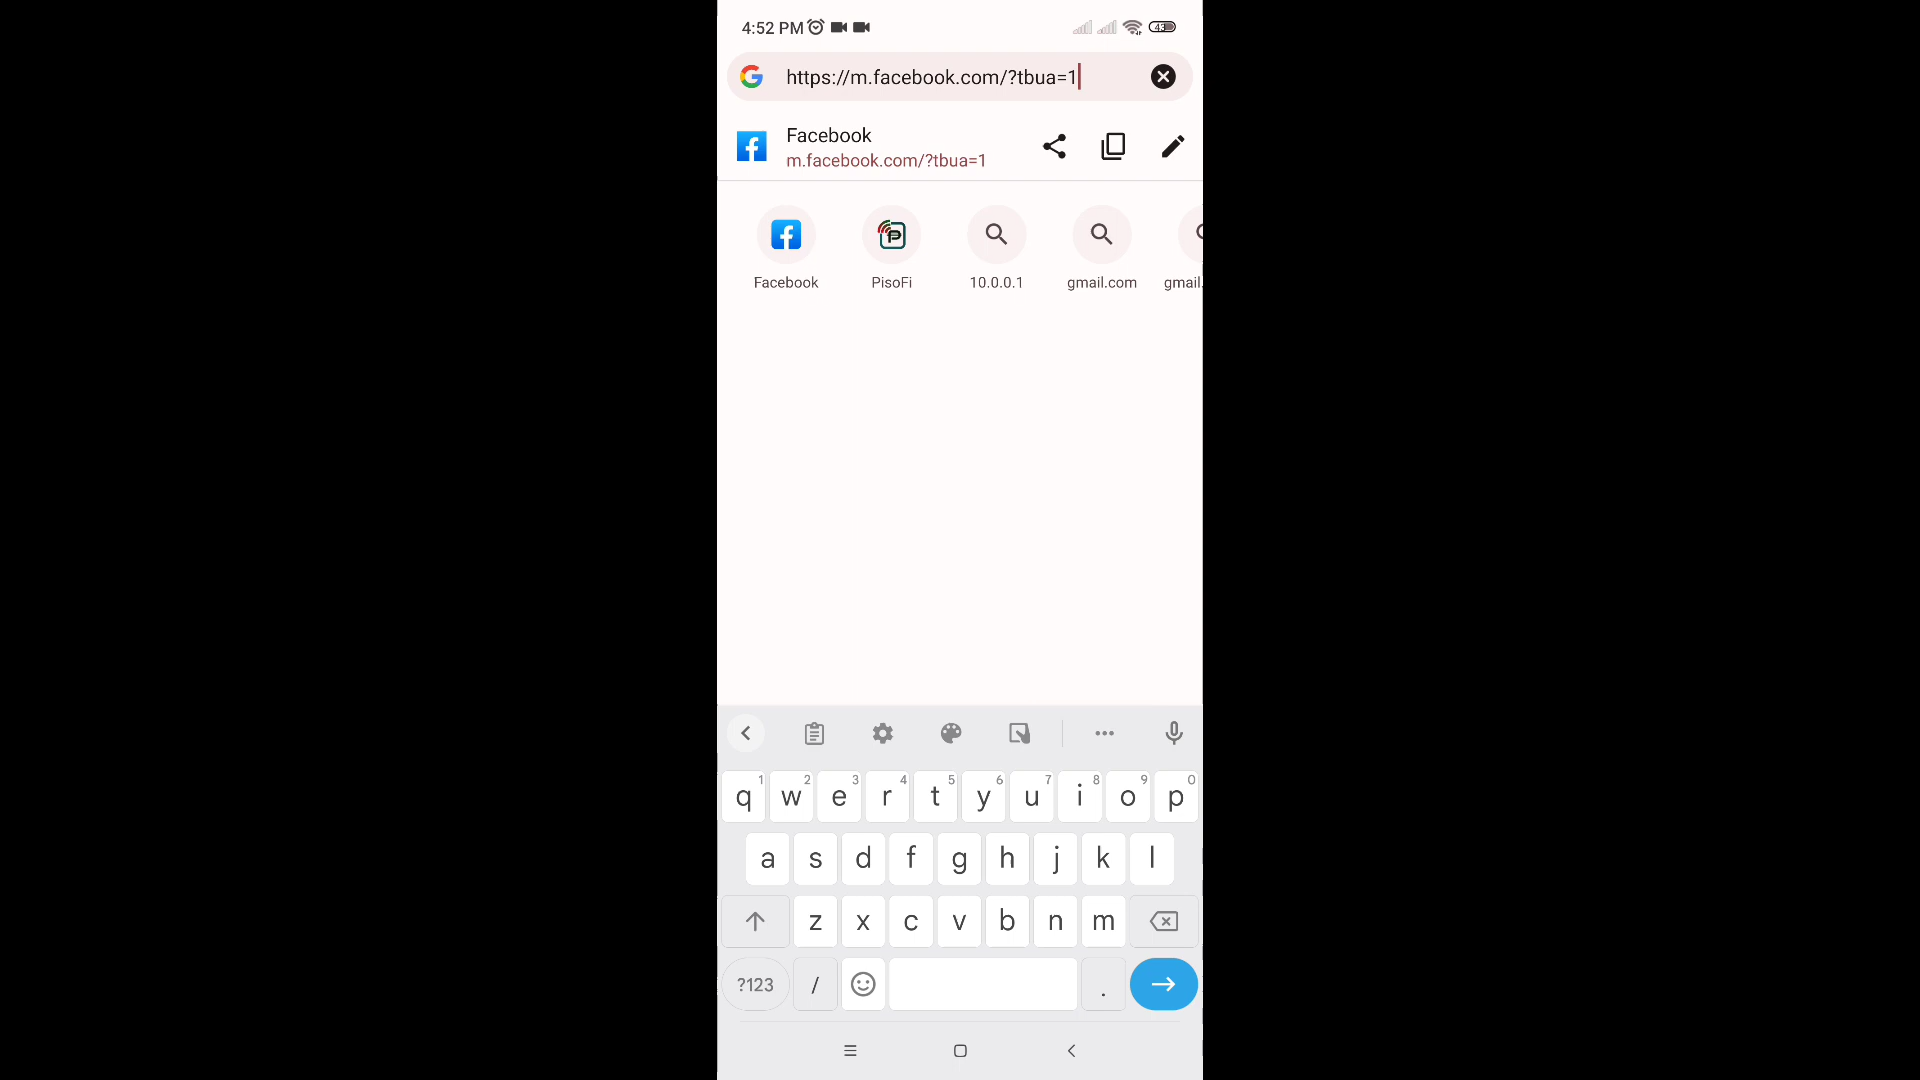 4:52 PM
43
https://m.facebook.com/?tbua=1
Facebook
m.facebook.com/?tbua=1
Facebook
PisoFi
10.0.0.1
gmail.com
gmail.
1 2 3 4 5 6 7 8 9 0
q w e r t y u i o p
a s d f g h j k l
z x c v b n m
?123 / .